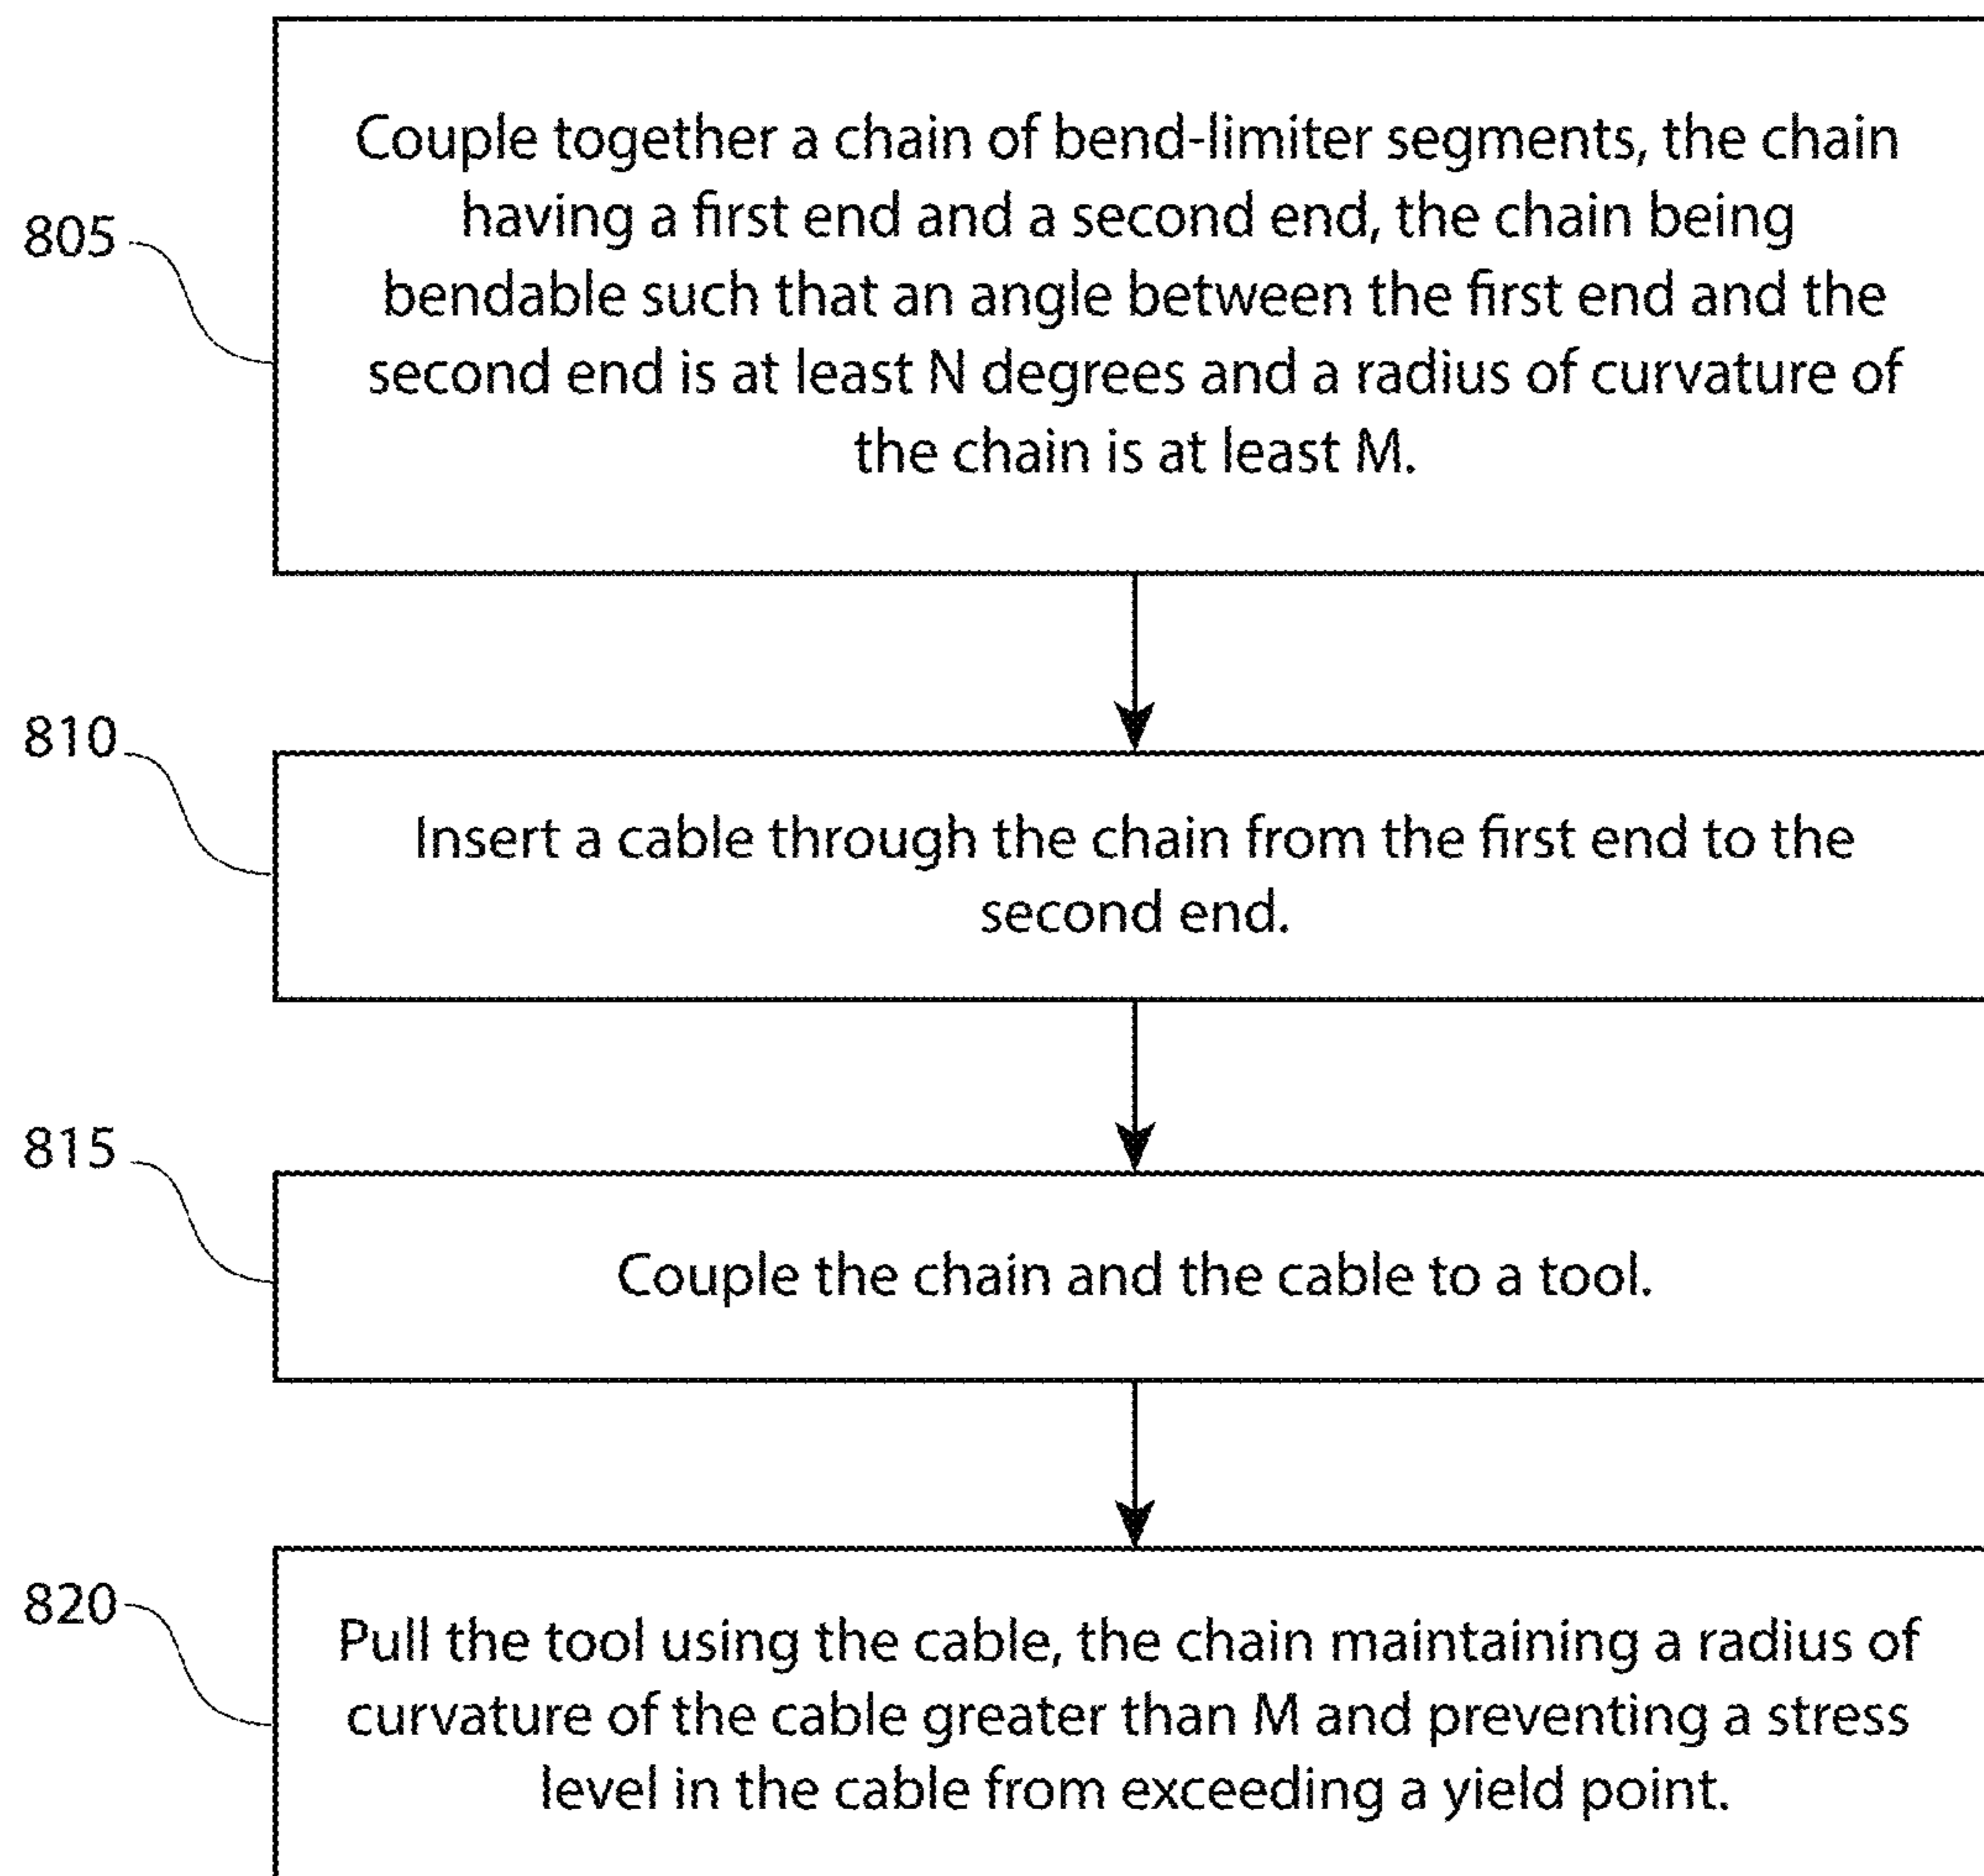 Couple together a chain of bend-limiter segments, the chain
having a first end and a second end, the chain being
805
bendable such that an angle between the first end and the
second end is at least N degrees and a radius of curvature of
the chain is at least M.
810
Insert a cable through the chain from the first end to the
second end.
815
Couple the chain and the cable to a tool.
820
Pull the tool using the cable, the chain maintaining a radius of
curvature of the cable greater than M and preventing a stress
level in the cable from exceeding a yield point.